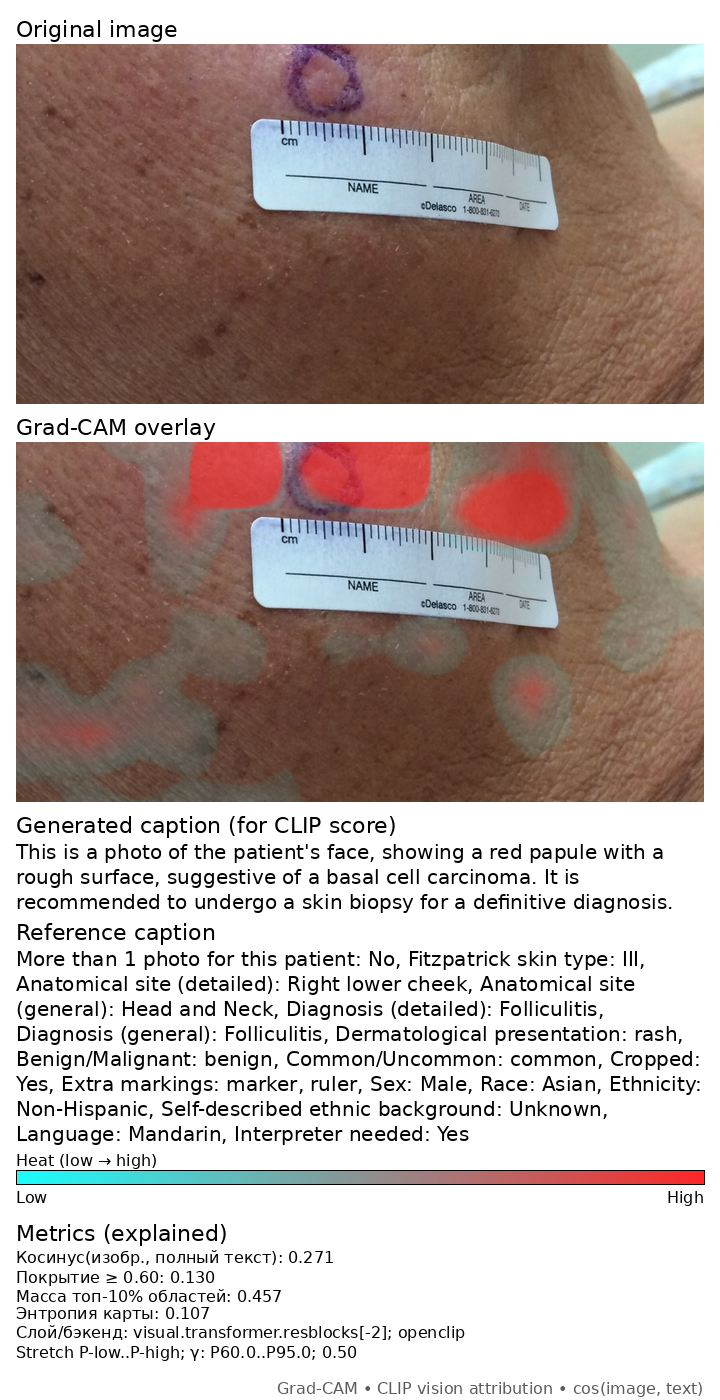 Original image
cm
NAME
AREA
DATE
©Delasco 1-800-831-6273
Grad-CAM overlay
cm
NAME
AREA
DATE
©Delasco 1-800-831-6273
Generated caption (for CLIP score)
This is a photo of the patient's face, showing a red papule with a
rough surface, suggestive of a basal cell carcinoma. It is
recommended to undergo a skin biopsy for a definitive diagnosis.
Reference caption
More than 1 photo for this patient: No, Fitzpatrick skin type: III,
Anatomical site (detailed): Right lower cheek, Anatomical site
(general): Head and Neck, Diagnosis (detailed): Folliculitis,
Diagnosis (general): Folliculitis, Dermatological presentation: rash,
Benign/Malignant: benign, Common/Uncommon: common, Cropped:
Yes, Extra markings: marker, ruler, Sex: Male, Race: Asian, Ethnicity:
Non-Hispanic, Self-described ethnic background: Unknown,
Language: Mandarin, Interpreter needed: Yes
Heat (low → high)
Low High
Metrics (explained)
Косинус(изобр., полный текст): 0.271
Покрытие ≥ 0.60: 0.130
Масса топ-10% областей: 0.457
Энтропия карты: 0.107
Слой/бэкенд: visual.transformer.resblocks[-2]; openclip
Stretch P-low..P-high; γ: P60.0..P95.0; 0.50
Grad-CAM • CLIP vision attribution • cos(image, text)